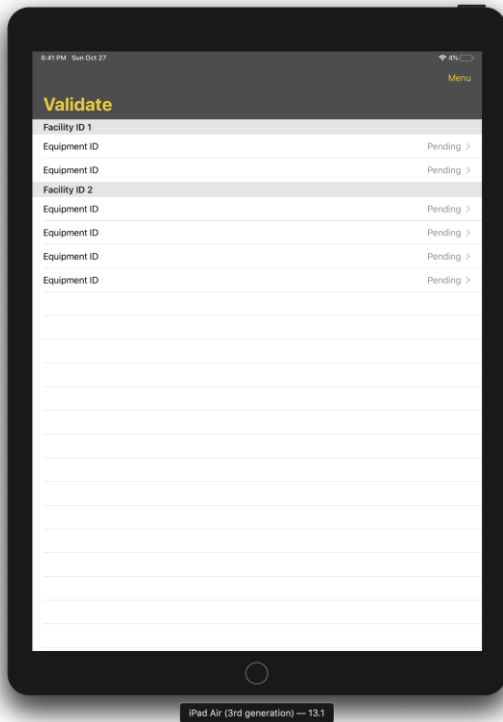 6:41 PM Sun Oct 27 4%
Menu
Validate
Facility ID 1
Equipment ID Pending
Equipment ID Pending
Facility ID 2
Equipment ID Pending
Equipment ID Pending
Equipment ID Pending
Equipment ID Pending
iPad Air (3rd generation) — 13.1